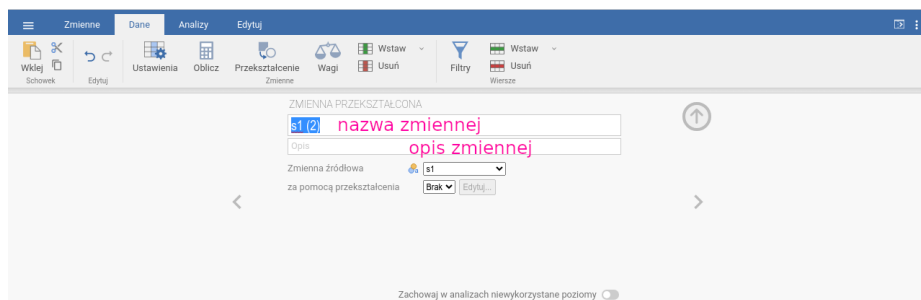 Zmienne Dane Analizy Edytuj
Wklej Ustawienia Oblicz Przekształcenie Wagi Wstaw Usuń Filtry Wstaw Usuń
Schowek Edytuj Zmienne Wiersze
ZMIENNA PRZEKSZTAŁCONA
s1 (2) nazwa zmiennej
Opis opis zmiennej
Zmienna źródłowa s1
za pomocą przekształcenia Brak Edytuj...
Zachowaj w analizach niewykorzystane poziomy